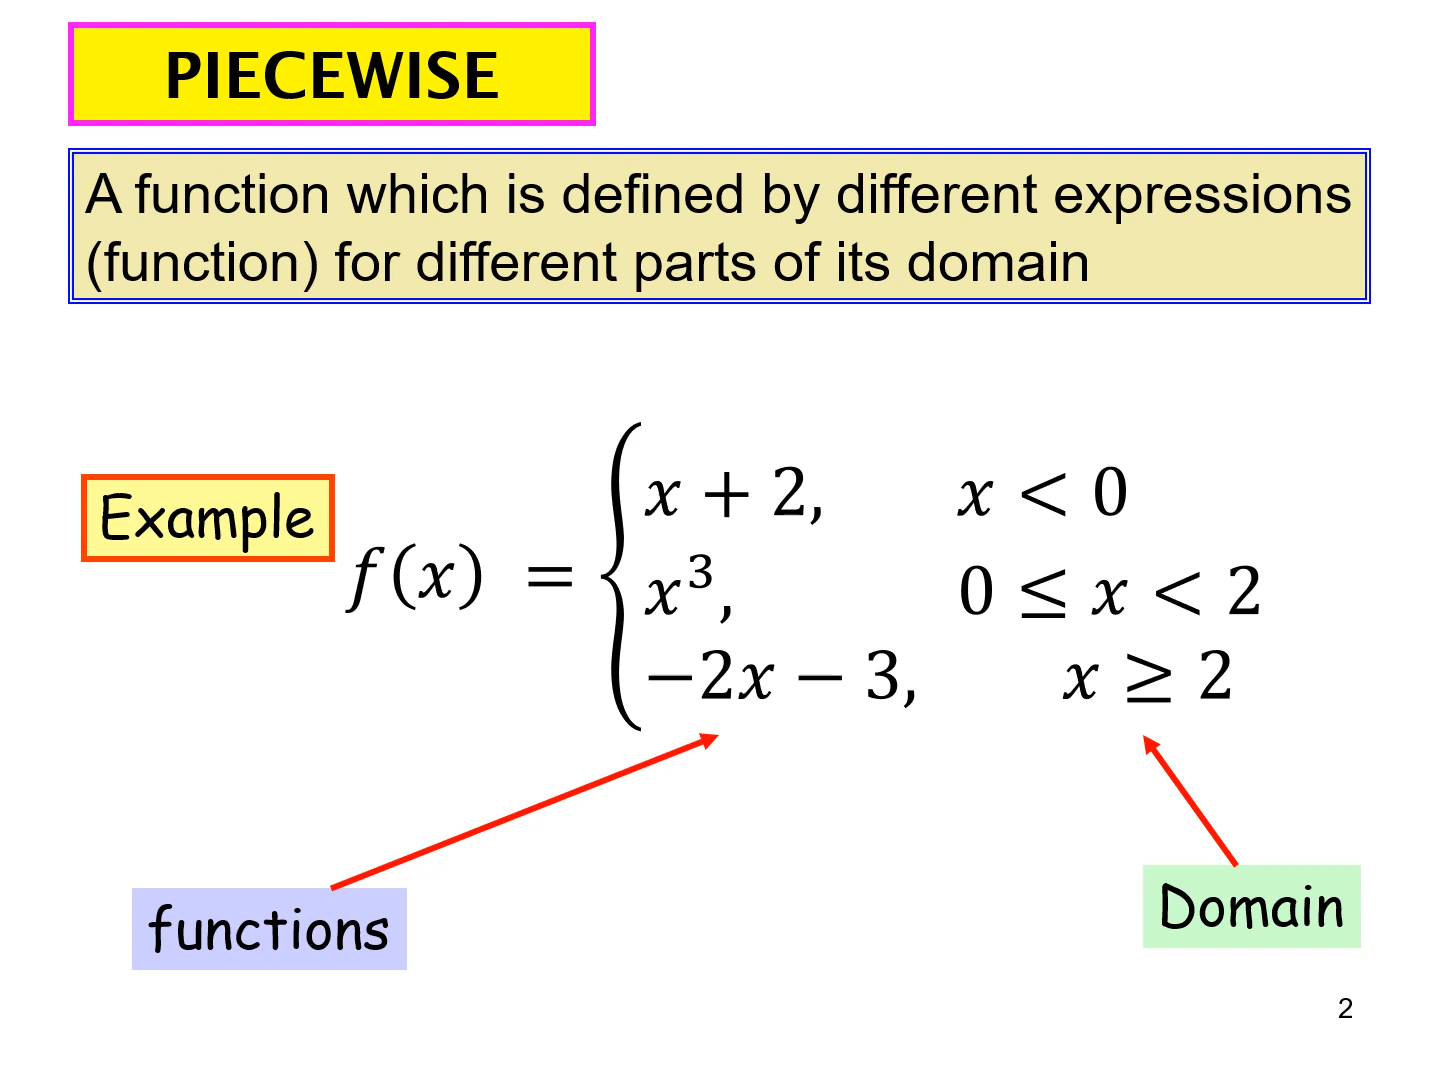 PIECEWISE
A function which is defined by different expressions
(function) for different parts of its domain
Example
f(x) = { x + 2, x < 0
x³, 0 ≤ x < 2
−2x − 3, x ≥ 2
functions
Domain
2